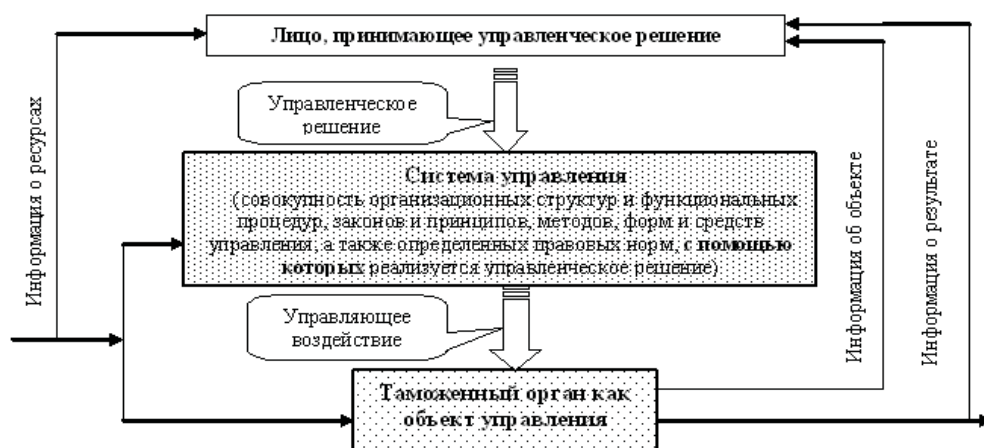 Лицо, принимающее управленческое решение
Управленческое
решение
Система управления
(совокупность организационных структур и функциональных
процедур, законов и принципов, методов, форм и средств
управления, а также определенных правовых норм, с помощью
которых реализуется управленческое решение)
Управляющее
воздействие
Таможенный орган как
объект управления
Информация о ресурсах
Информация об объекте
Информация о результате